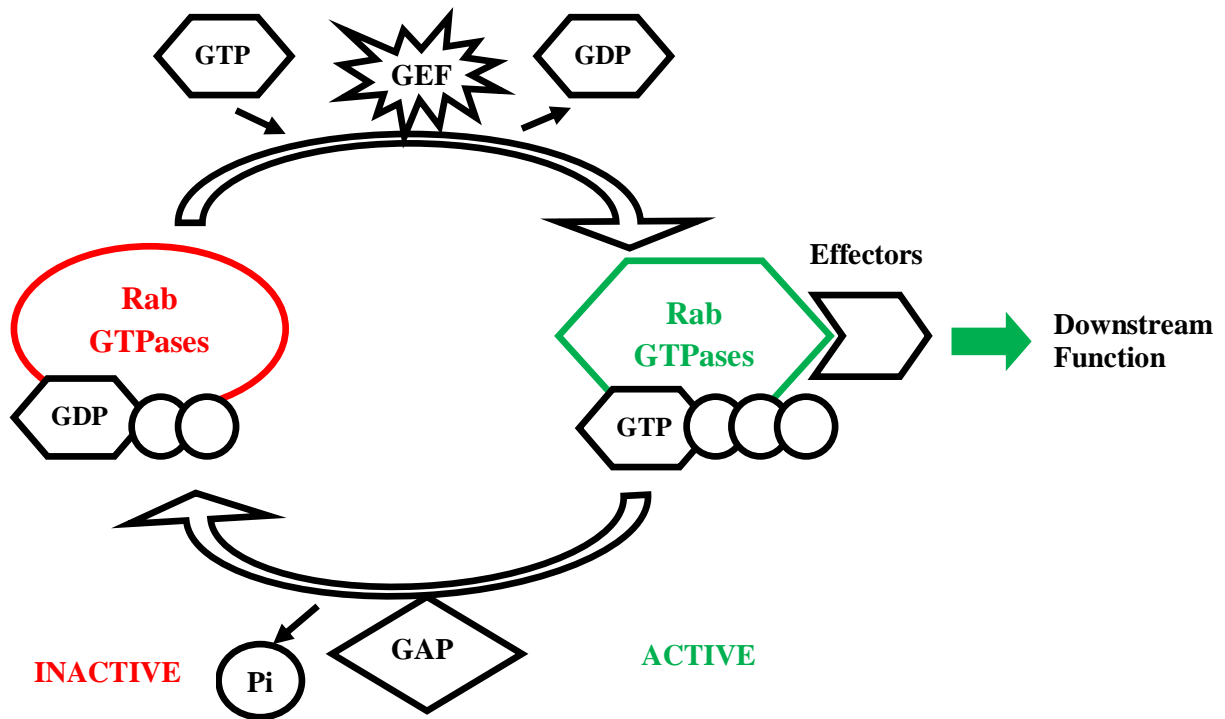 GTP
GEF
GDP
Effectors
Rab
GTPases
Rab
GTPases
Downstream
Function
GDP
GTP
INACTIVE
Pi
GAP
ACTIVE